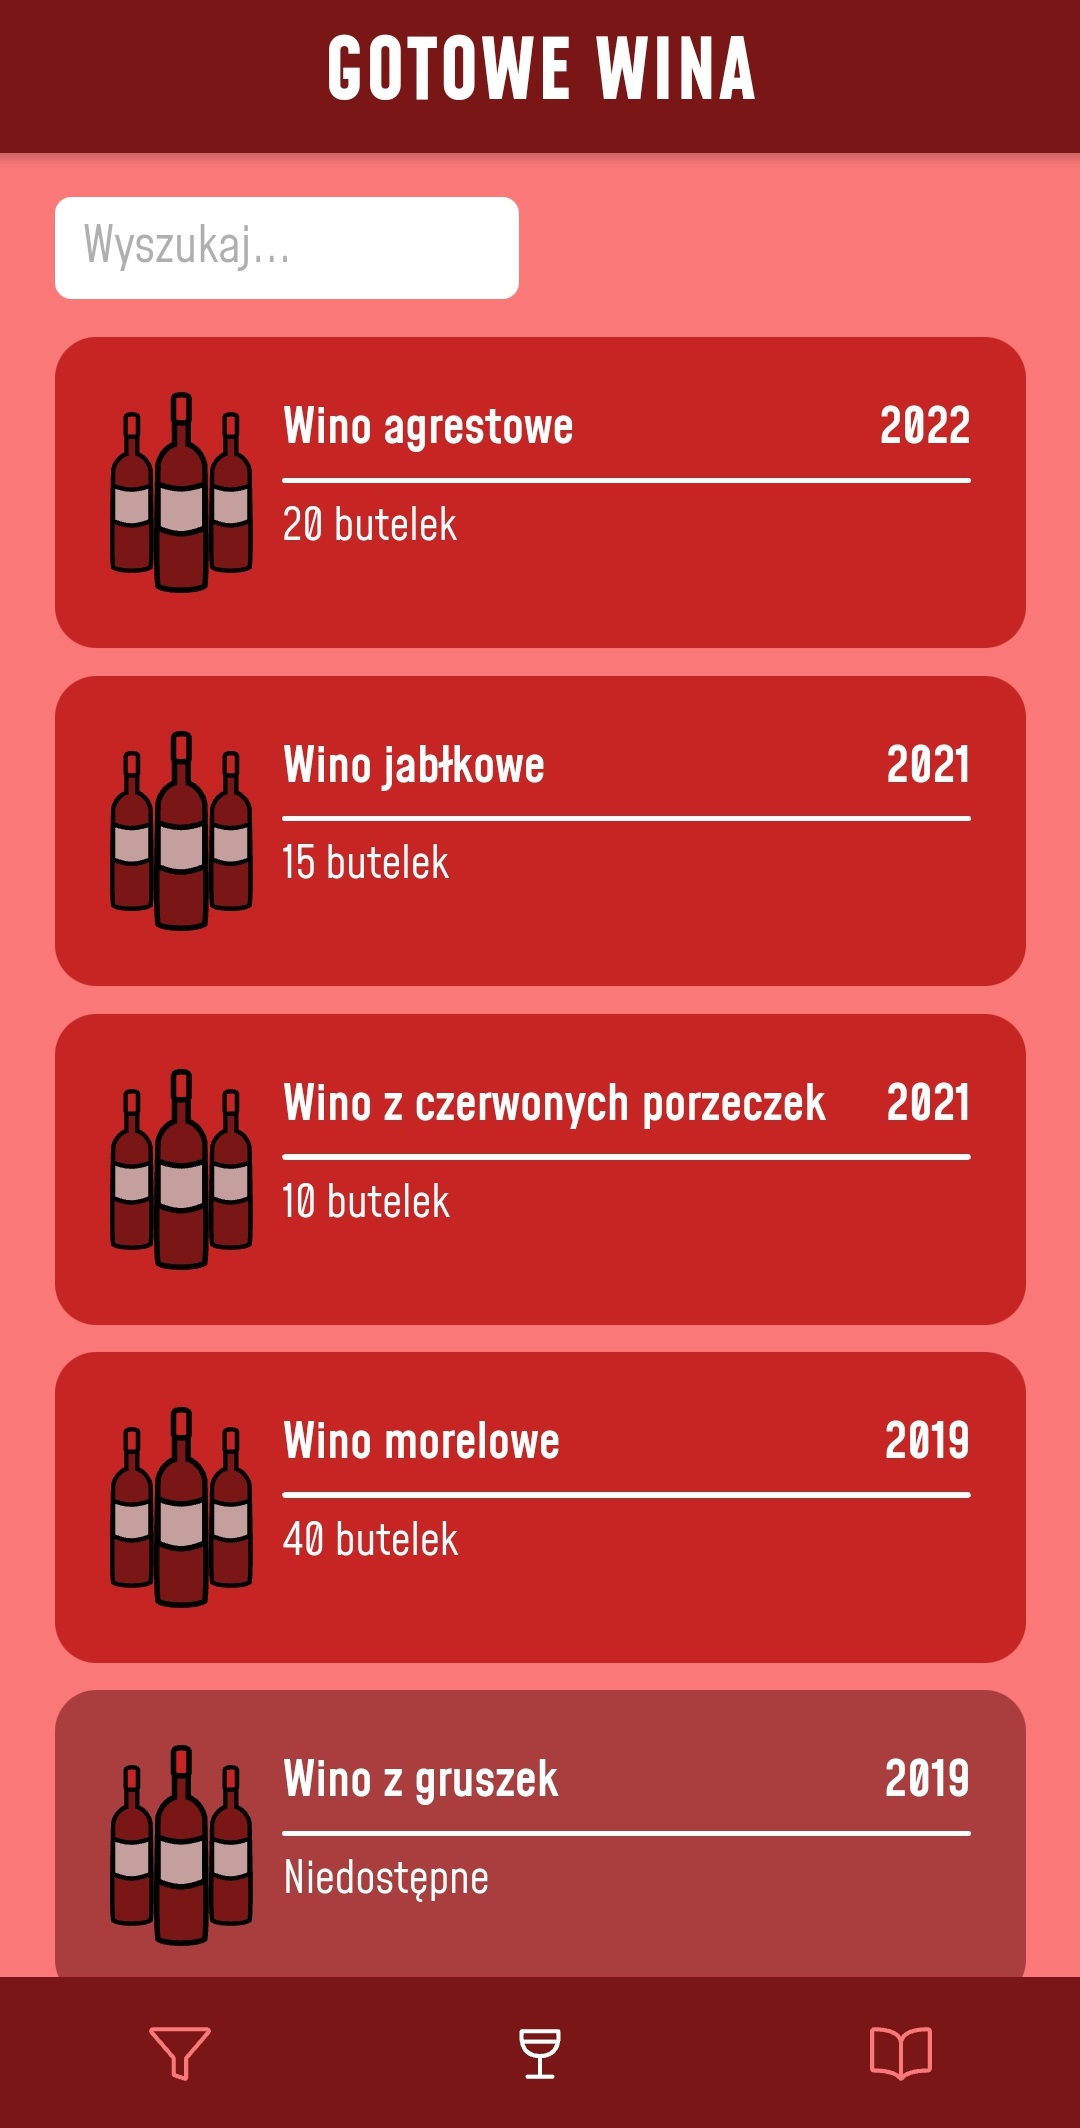 GOTOWE WINA
Wyszukaj...
Wino agrestowe 2022
20 butelek
Wino jabłkowe 2021
15 butelek
Wino z czerwonych porzeczek 2021
10 butelek
Wino morelowe 2019
40 butelek
Wino z gruszek 2019
Niedostępne